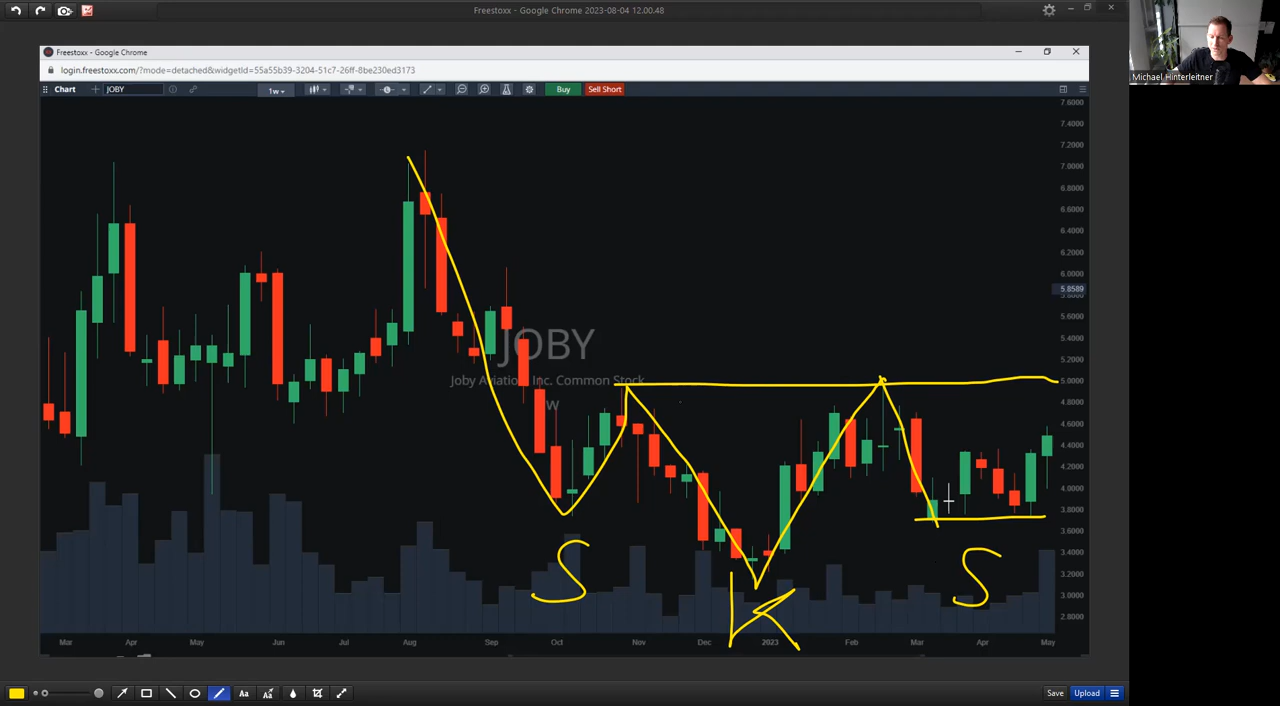 Freestoxx - Google Chrome 2023-08-04 12.00.48
Michael Hinterleitner
Freestoxx - Google Chrome
login.freestoxx.com/?mode=detached&widgetId=55a55b39-3204-51c7-26ff-8be230ed3173
Chart JOBY 1w Buy Sell Short
7.6000
7.4000
7.2000
7.0000
6.8000
6.6000
6.4000
6.2000
6.0000
5.8589
5.8000
5.6000
5.4000
5.2000
5.0000
4.8000
4.6000
4.4000
4.2000
4.0000
3.8000
3.6000
3.4000
3.2000
3.0000
2.8000
JOBY
Joby Aviation, Inc. Common Stock
W
S
K
S
Mar Apr May Jun Jul Aug Sep Oct Nov Dec 2023 Feb Mar Apr May
Aa Save Upload